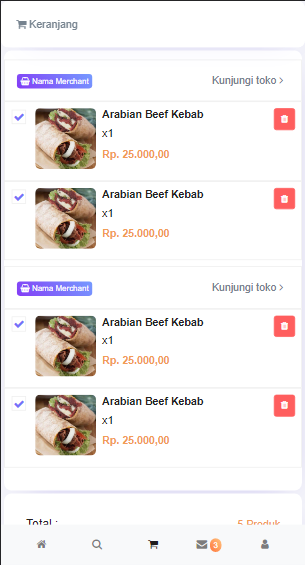 Keranjang
Nama Merchant
Kunjungi toko
Arabian Beef Kebab
x1
Rp. 25.000,00
Arabian Beef Kebab
x1
Rp. 25.000,00
Nama Merchant
Kunjungi toko
Arabian Beef Kebab
x1
Rp. 25.000,00
Arabian Beef Kebab
x1
Rp. 25.000,00
Total :
5 Produk
3